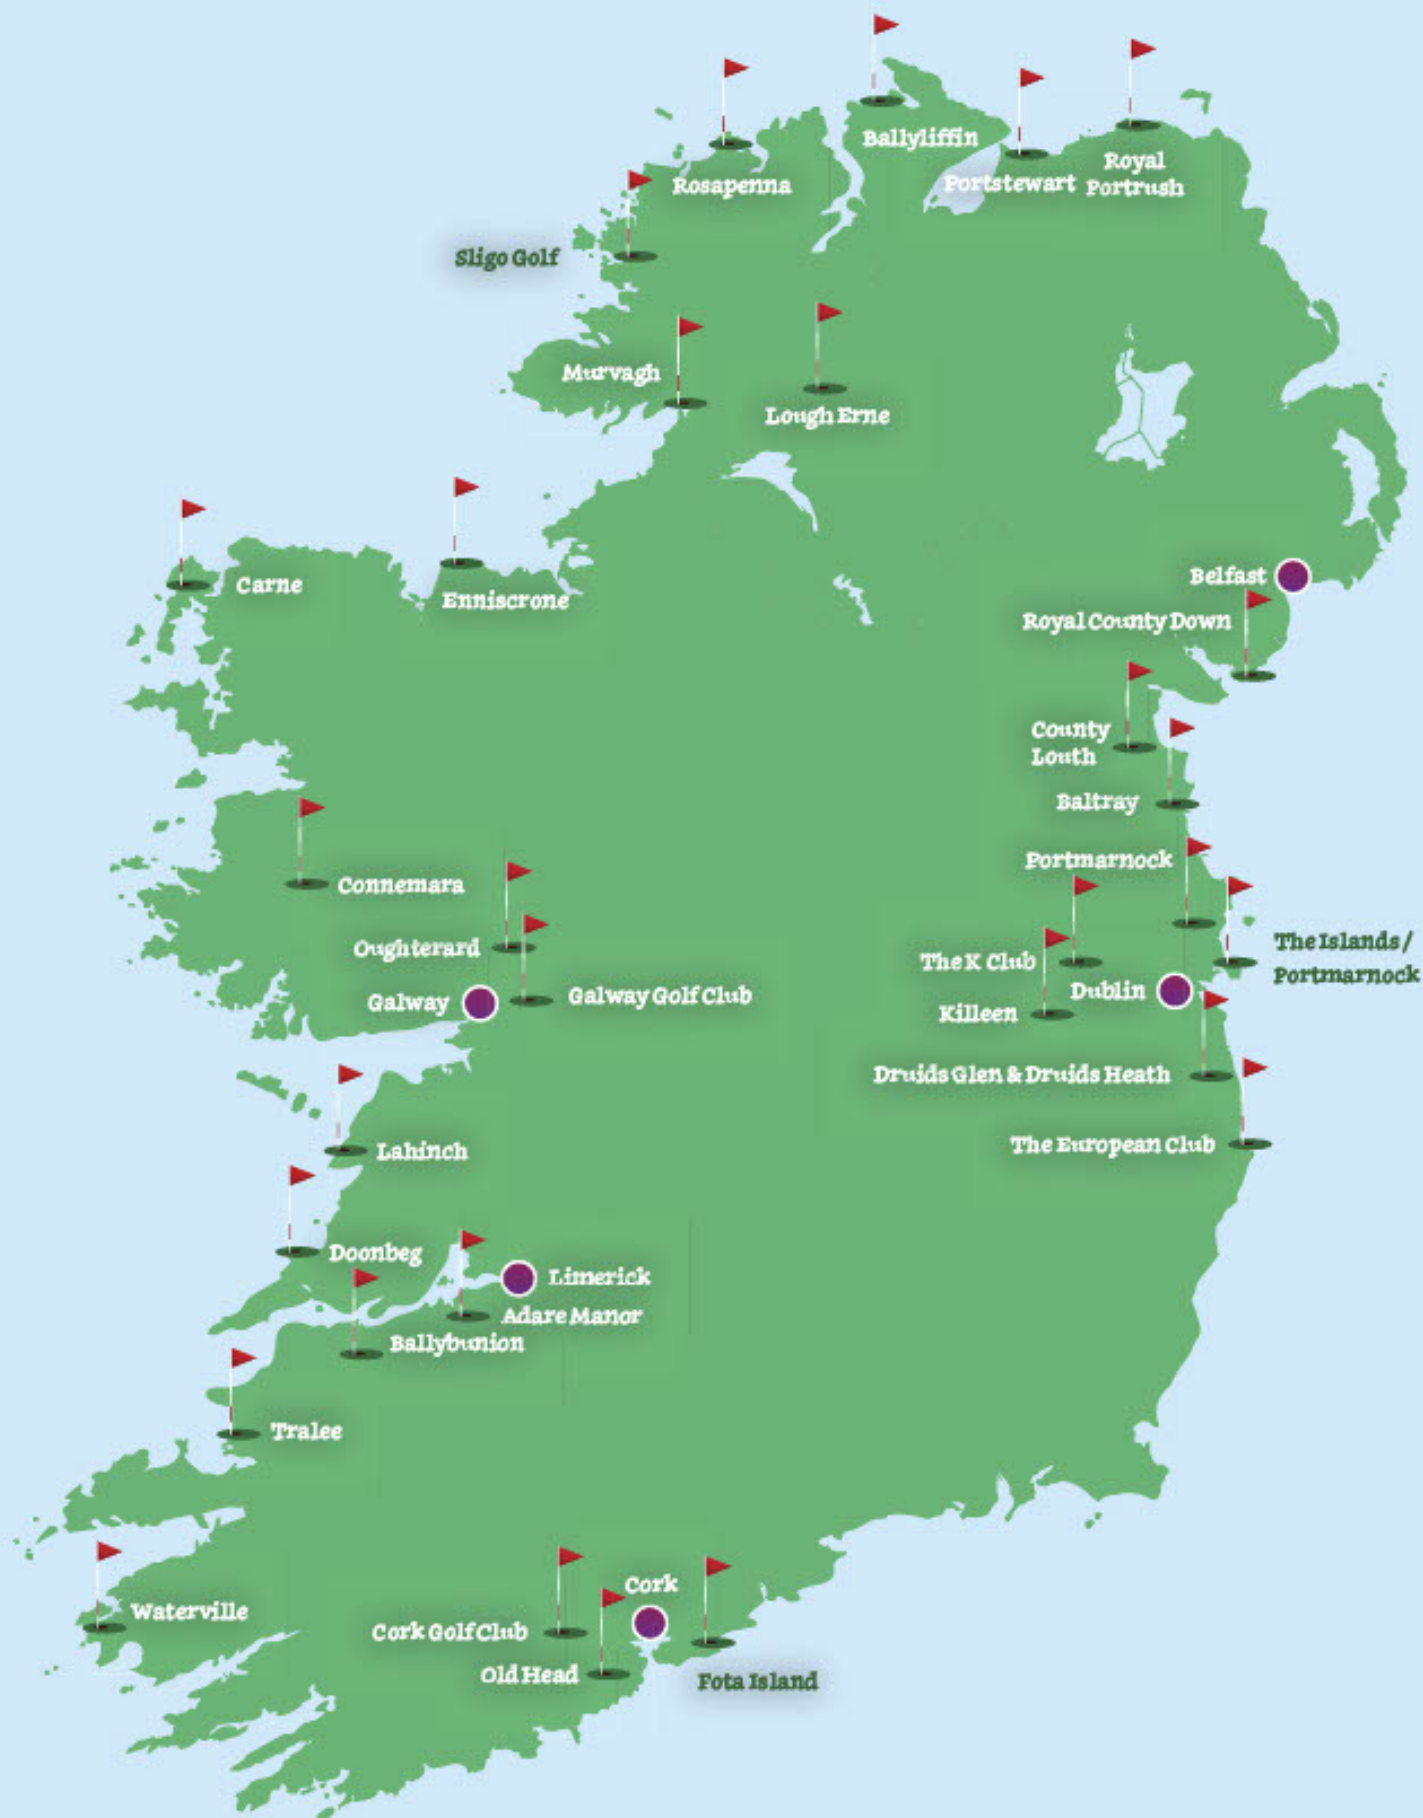 Ballyliffin
Royal
Portrush
Portstewart
Rosapenna
Sligo Golf
Murvagh
Lough Erne
Carne
Enniscrone
Belfast
Royal County Down
County
Louth
Baltray
Portmarnock
Connemara
Oughterard
The Islands /
Portmarnock
The K Club
Dublin
Galway
Galway Golf Club
Killeen
Druids Glen & Druids Heath
The European Club
Lahinch
Doonbeg
Limerick
Adare Manor
Ballybunion
Tralee
Cork
Waterville
Cork Golf Club
Old Head
Fota Island